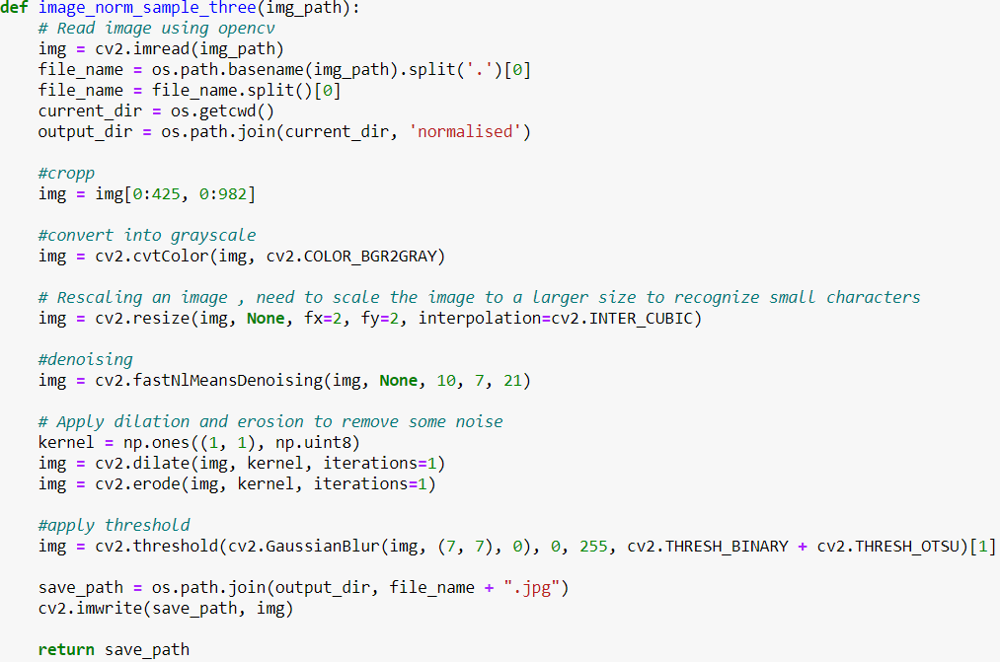 def image_norm_sample_three(img_path):
    # Read image using opencv
    img = cv2.imread(img_path)
    file_name = os.path.basename(img_path).split('.')[0]
    file_name = file_name.split()[0]
    current_dir = os.getcwd()
    output_dir = os.path.join(current_dir, 'normalised')

    #cropp
    img = img[0:425, 0:982]

    #convert into grayscale
    img = cv2.cvtColor(img, cv2.COLOR_BGR2GRAY)

    # Rescaling an image , need to scale the image to a larger size to recognize small characters
    img = cv2.resize(img, None, fx=2, fy=2, interpolation=cv2.INTER_CUBIC)

    #denoising
    img = cv2.fastNlMeansDenoising(img, None, 10, 7, 21)

    # Apply dilation and erosion to remove some noise
    kernel = np.ones((1, 1), np.uint8)
    img = cv2.dilate(img, kernel, iterations=1)
    img = cv2.erode(img, kernel, iterations=1)

    #apply threshold
    img = cv2.threshold(cv2.GaussianBlur(img, (7, 7), 0), 0, 255, cv2.THRESH_BINARY + cv2.THRESH_OTSU)[1]

    save_path = os.path.join(output_dir, file_name + ".jpg")
    cv2.imwrite(save_path, img)

    return save_path